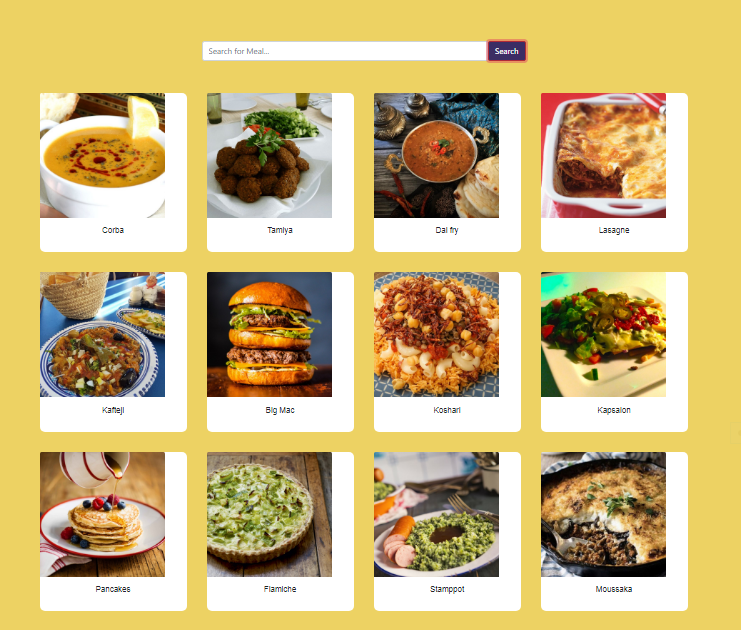 Search for Meal...
Search
Corba
Tamiya
Dal fry
Lasagne
Kafteji
Big Mac
Koshari
Kapsalon
Pancakes
Flamiche
Stamppot
Moussaka